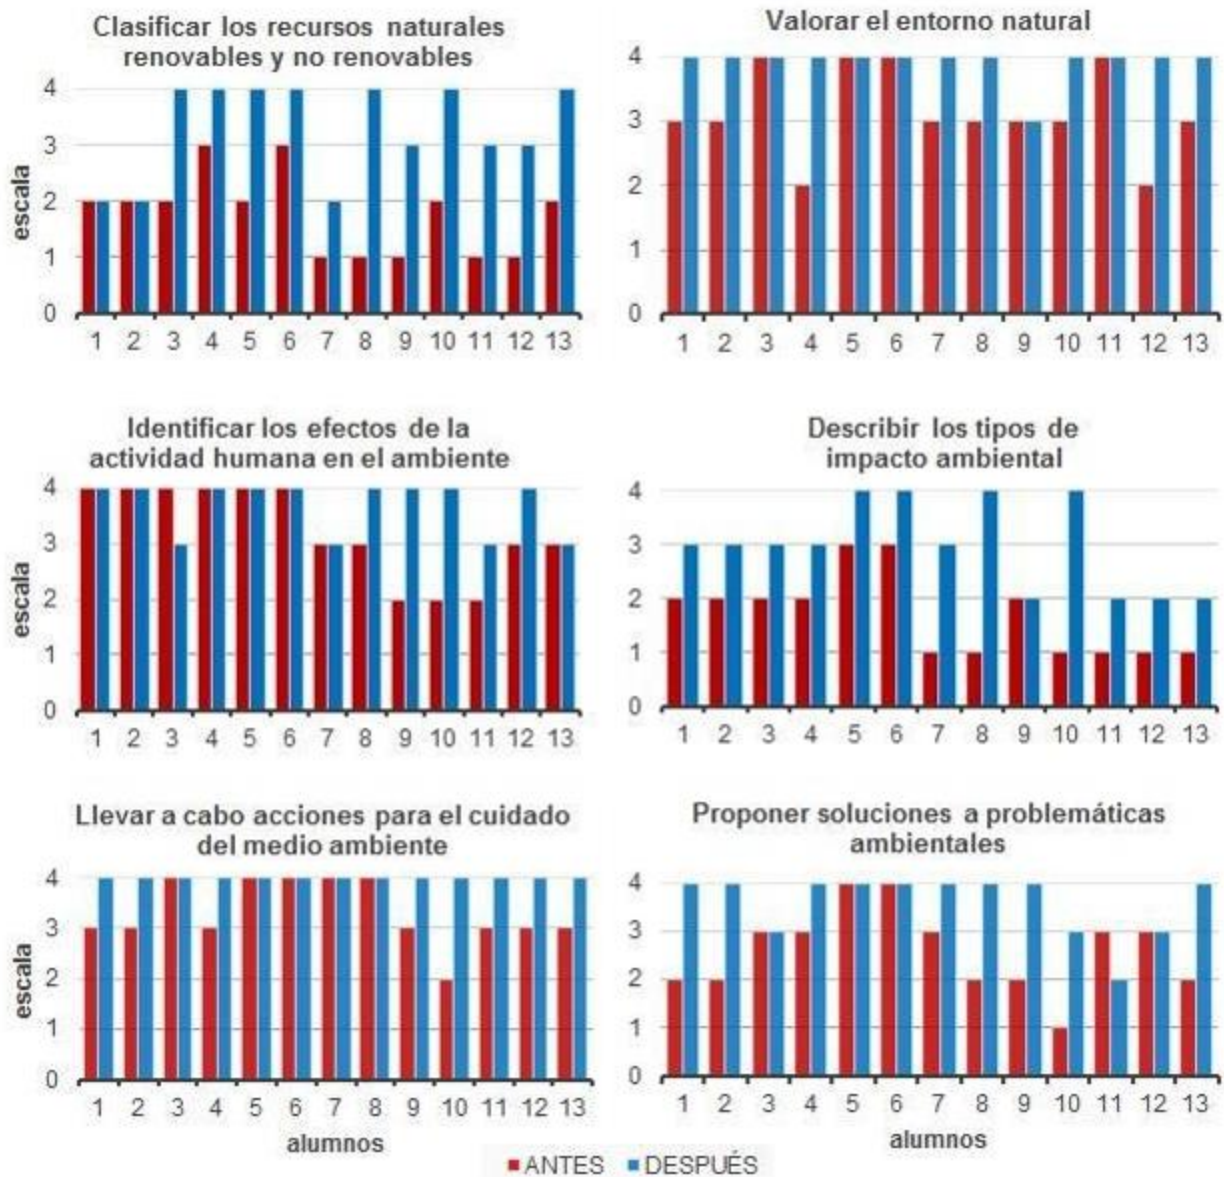 Clasificar los recursos naturales
renovables y no renovables
escala
4
3
2
1
0
1 2 3 4 5 6 7 8 9 10 11 12 13
Valorar el entorno natural
4
3
2
1
0
1 2 3 4 5 6 7 8 9 10 11 12 13
Identificar los efectos de la
actividad humana en el ambiente
escala
4
3
2
1
0
1 2 3 4 5 6 7 8 9 10 11 12 13
Describir los tipos de
impacto ambiental
4
3
2
1
0
1 2 3 4 5 6 7 8 9 10 11 12 13
Llevar a cabo acciones para el cuidado
del medio ambiente
escala
4
3
2
1
0
1 2 3 4 5 6 7 8 9 10 11 12 13
alumnos
Proponer soluciones a problemáticas
ambientales
4
3
2
1
0
1 2 3 4 5 6 7 8 9 10 11 12 13
alumnos
ANTES DESPUÉS